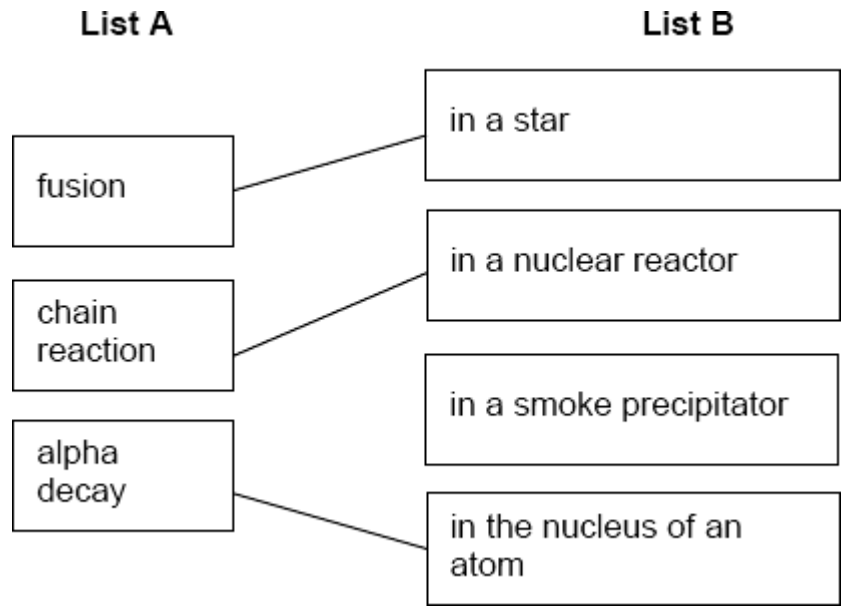 List A
List B
fusion
chain
reaction
alpha
decay
in a star
in a nuclear reactor
in a smoke precipitator
in the nucleus of an
atom